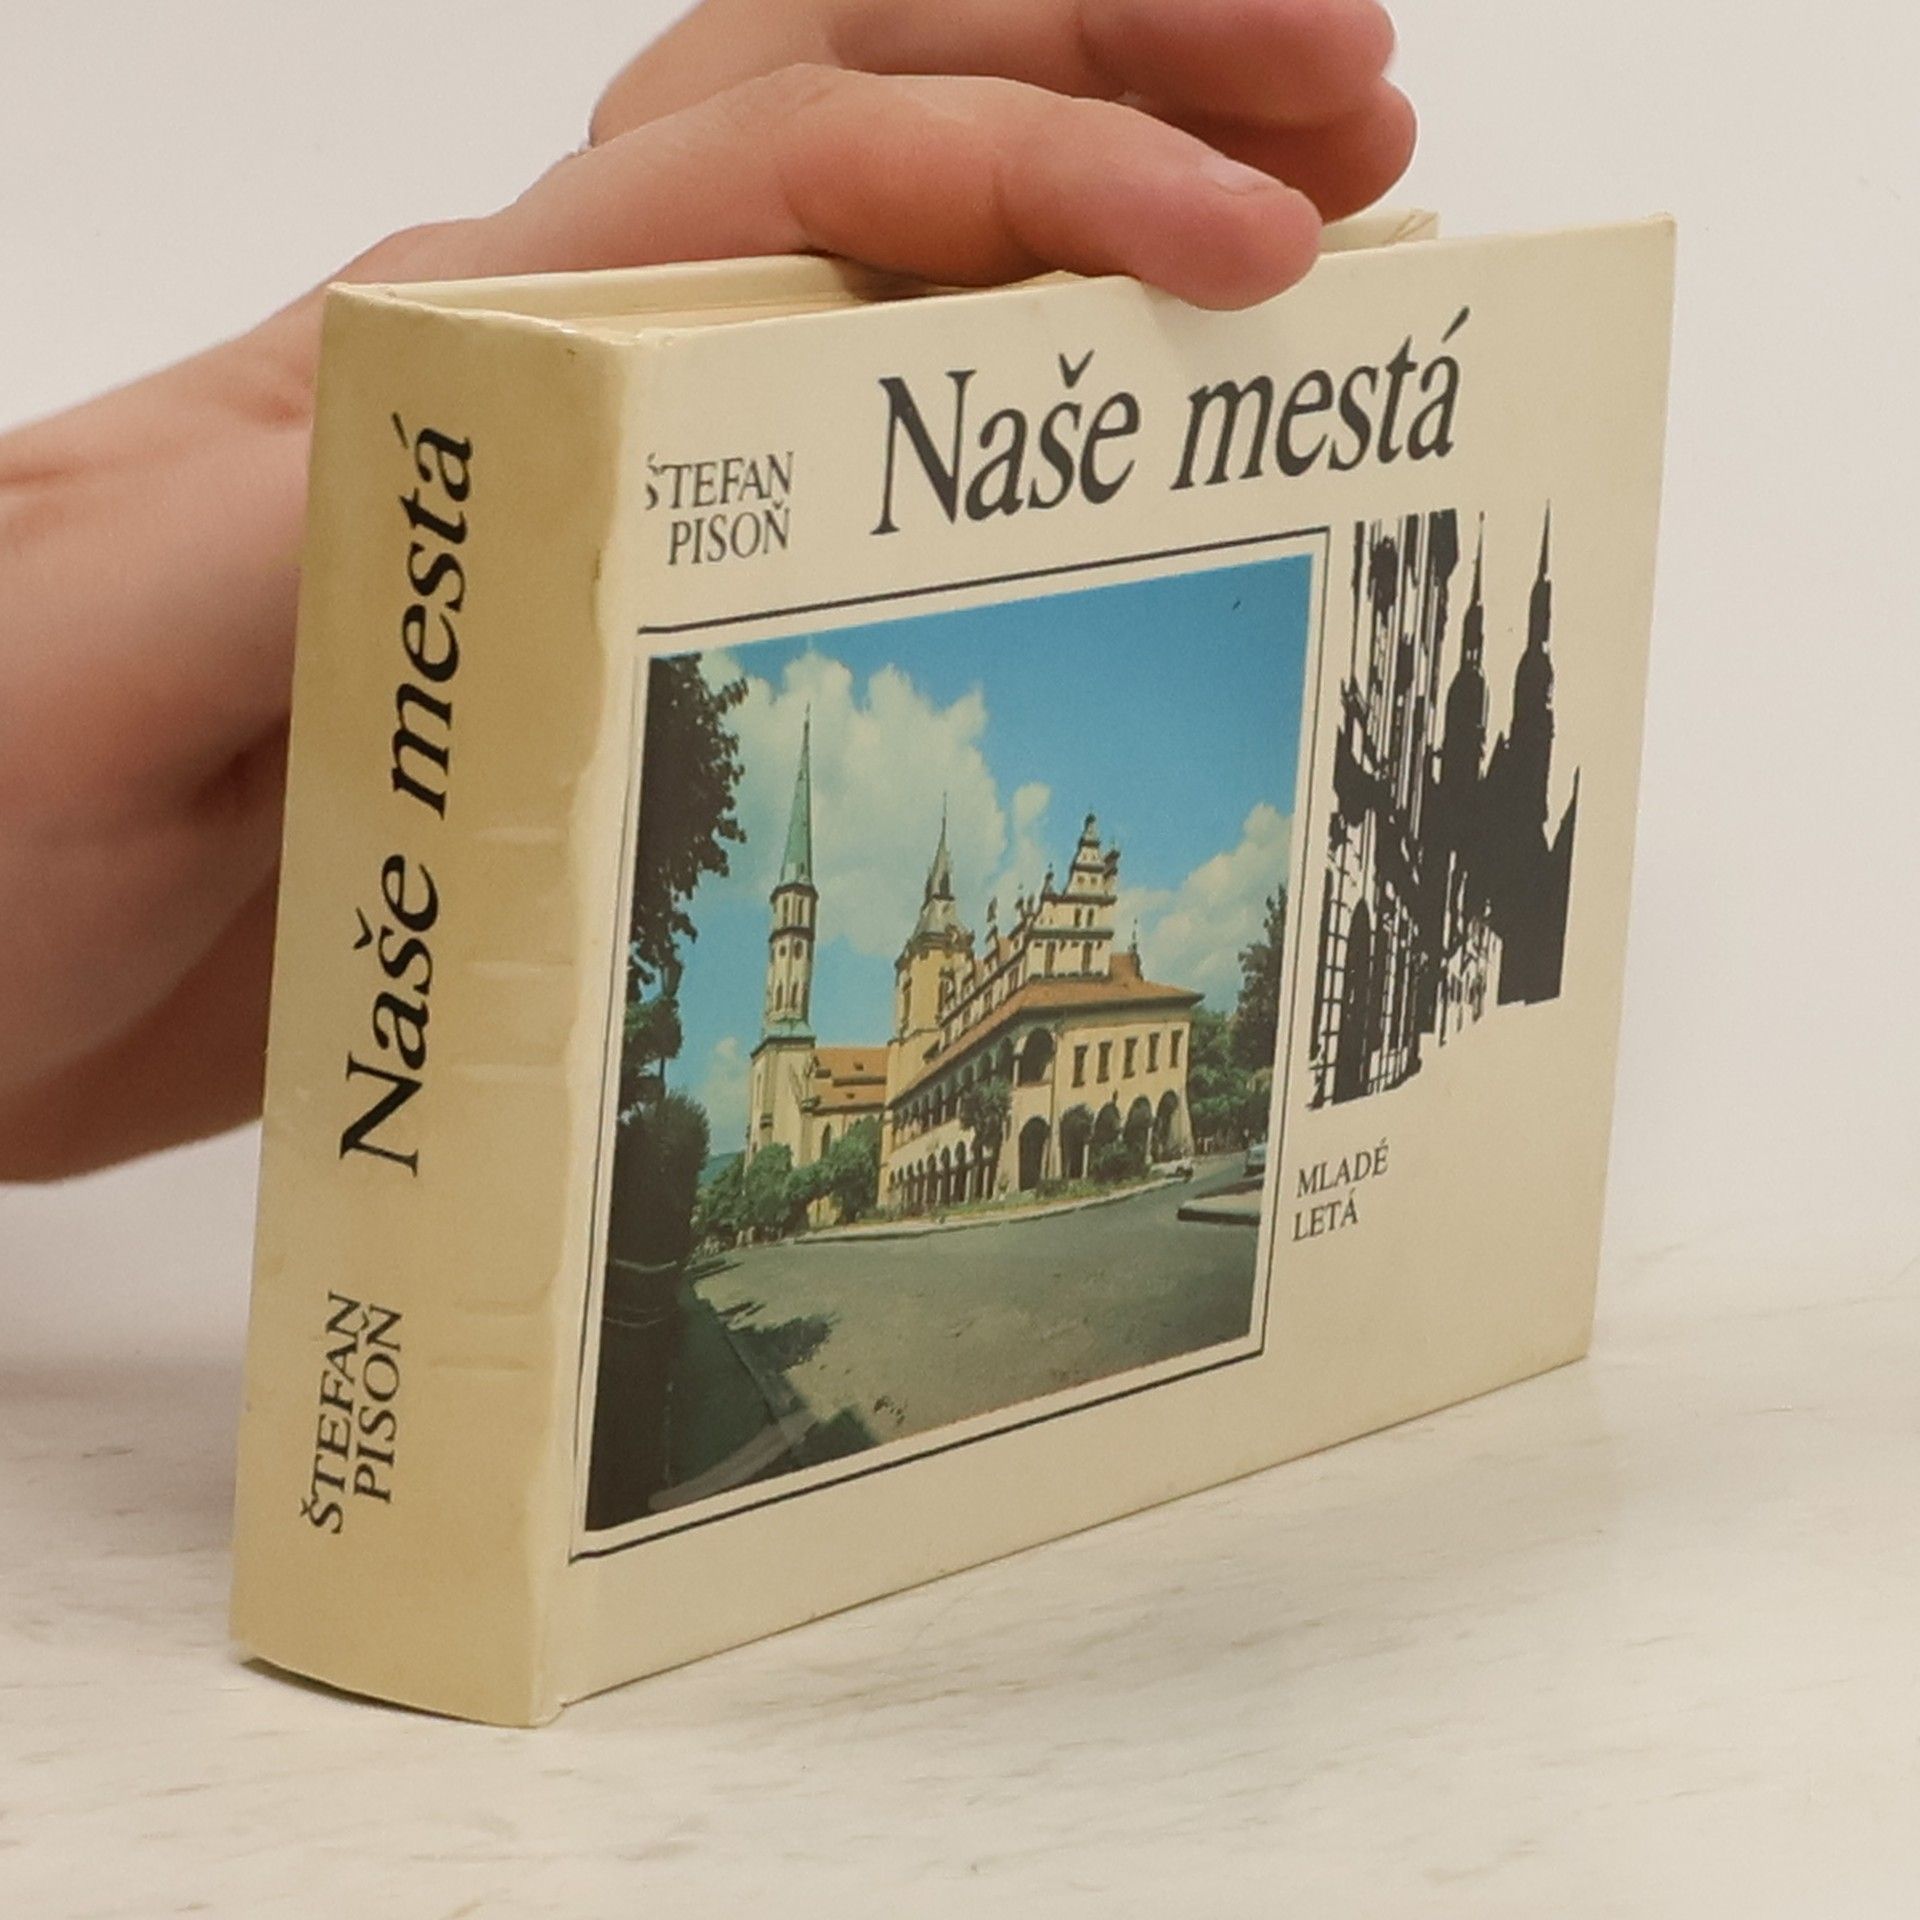 Naše mestá
ŠTEFAN
PISOŇ
ŠTEFAN
PISOŇ
Naše mestá
MLADÉ
LETÁ